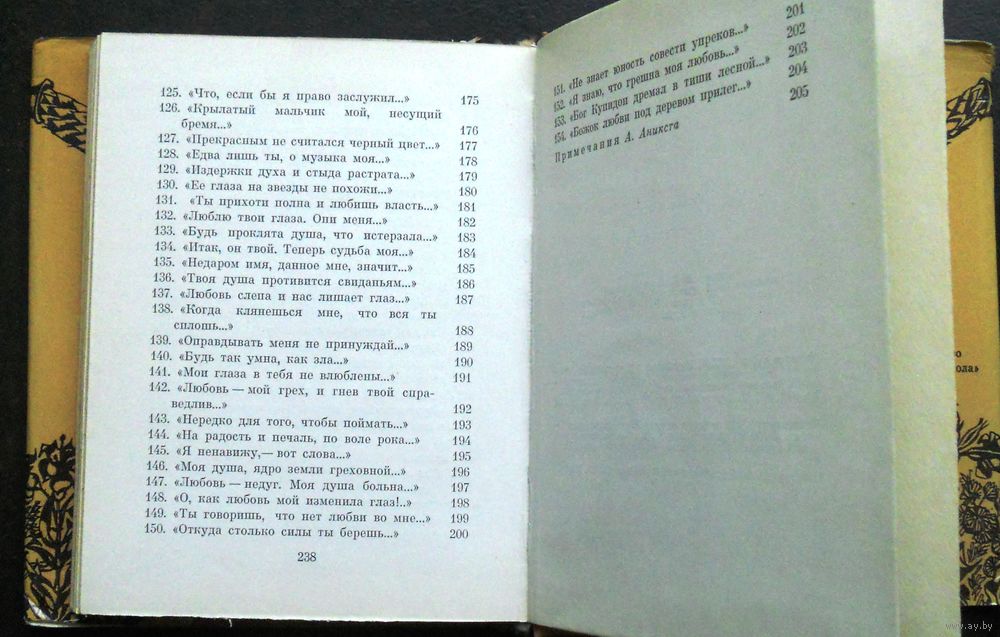 125. «Что, если бы я право заслужил...» 175
126. «Крылатый мальчик мой, несущий
бремя...» 176
127. «Прекрасным не считался черный цвет...» 177
128. «Едва лишь ты, о музыка моя...» 178
129. «Издержки духа и стыда растрата...» 179
130. «Ее глаза на звезды не похожи...» 180
131. «Ты прихоти полна и любишь власть...» 181
132. «Люблю твои глаза. Они меня...» 182
133. «Будь проклята душа, что истерзала...» 183
134. «Итак, он твой. Теперь судьба моя...» 184
135. «Недаром имя, данное мне, значит...» 185
136. «Твоя душа противится свиданьям...» 186
137. «Любовь слепа и нас лишает глаз...» 187
138. «Когда клянешься мне, что вся ты
сплошь...» 188
139. «Оправдывать меня не принуждай...» 189
140. «Будь так умна, как зла...» 190
141. «Мои глаза в тебя не влюблены...» 191
142. «Любовь — мой грех, и гнев твой спра-
ведлив...» 192
143. «Нередко для того, чтобы поймать...» 193
144. «На радость и печаль, по воле рока...» 194
145. «Я ненавижу,— вот слова...» 195
146. «Моя душа, ядро земли греховной...» 196
147. «Любовь — недуг. Моя душа больна...» 197
148. «О, как любовь мой изменила глаз!..» 198
149. «Ты говоришь, что нет любви во мне...» 199
150. «Откуда столько силы ты берешь...» 200
238
151. «Не знает юность совести упреков...» 201
152. «Я знаю, что грешна моя любовь...» 202
153. «Бог Купидон дремал в тиши лесной...» 203
154. «Божок любви под деревом прилег...» 204
Примечания А. Аникста 205
во
ола»
www.ay.by